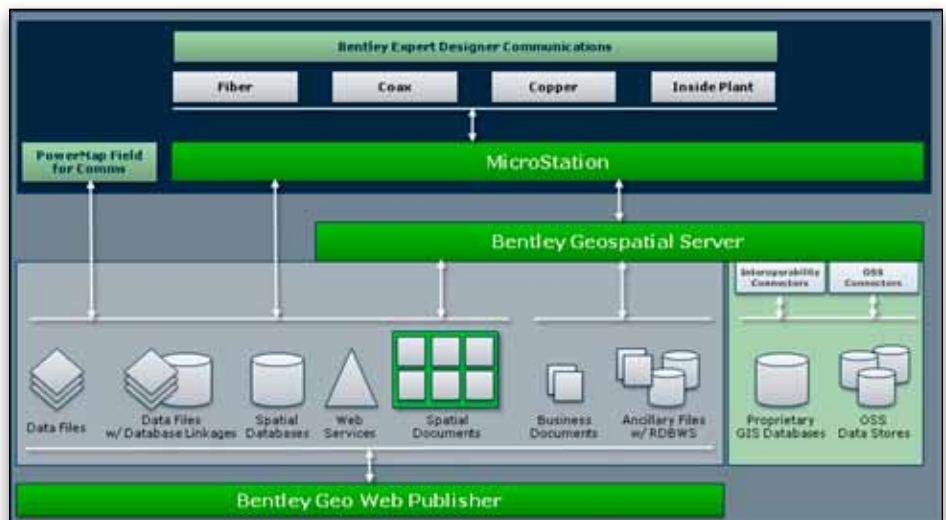 Bentley Expert Designer Communications
Fiber
Coax
Copper
Inside Plant
PowerMap Field
for Comms
MicroStation
Bentley Geospatial Server
Interoperability
Connectors
OSS
Connectors
Data Files
Data Files
w/ Database Linkages
Spatial
Databases
Web
Services
Spatial
Documents
Business
Documents
Ancillary Files
w/ RDBWS
Proprietary
GIS Databases
OSS
Data Stores
Bentley Geo Web Publisher